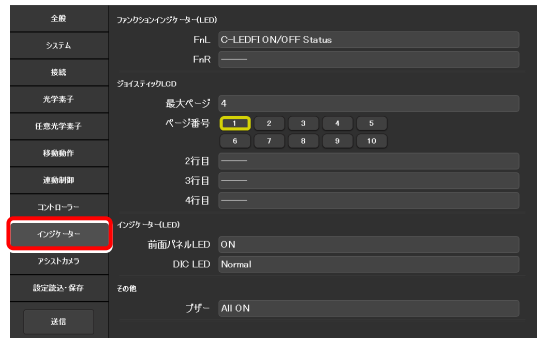 全般
システム
接続
光学素子
任意光学素子
移動動作
連動制御
コントローラー
インジケーター
アシストカメラ
設定読込・保存
送信
ファンクションインジケーター(LED)
FnL C-LEDFI ON/OFF Status
FnR ----
ジョイスティックLCD
最大ページ 4
ページ番号 1 2 3 4 5
6 7 8 9 10
2行目 ----
3行目 ----
4行目 ----
インジケーター(LED)
前面パネルLED ON
DIC LED Normal
その他
ブザー All ON